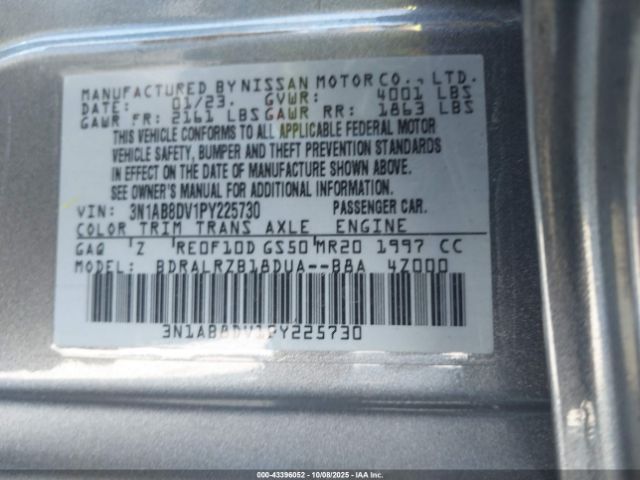 MANUFACTURED BY NISSAN MOTOR CO., LTD.
DATE: 01/23. GVWR: 4001 LBS
GAWR FR: 2161 LBS GAWR RR: 1863 LBS
THIS VEHICLE CONFORMS TO ALL APPLICABLE FEDERAL MOTOR
VEHICLE SAFETY, BUMPER AND THEFT PREVENTION STANDARDS
IN EFFECT ON THE DATE OF MANUFACTURE SHOWN ABOVE.
SEE OWNER'S MANUAL FOR ADDITIONAL INFORMATION.
VIN: 3N1AB8DV1PY225730 PASSENGER CAR.
COLOR TRIM TRANS AXLE ENGINE
GAQ Z RE0F10D GS50 MR20 1997 CC
MODEL: BDRALRZB18DUA--B8A 4Z000
3N1AB8DV1PY225730
000-43396052 - 10/08/2025 - IAAI.COM